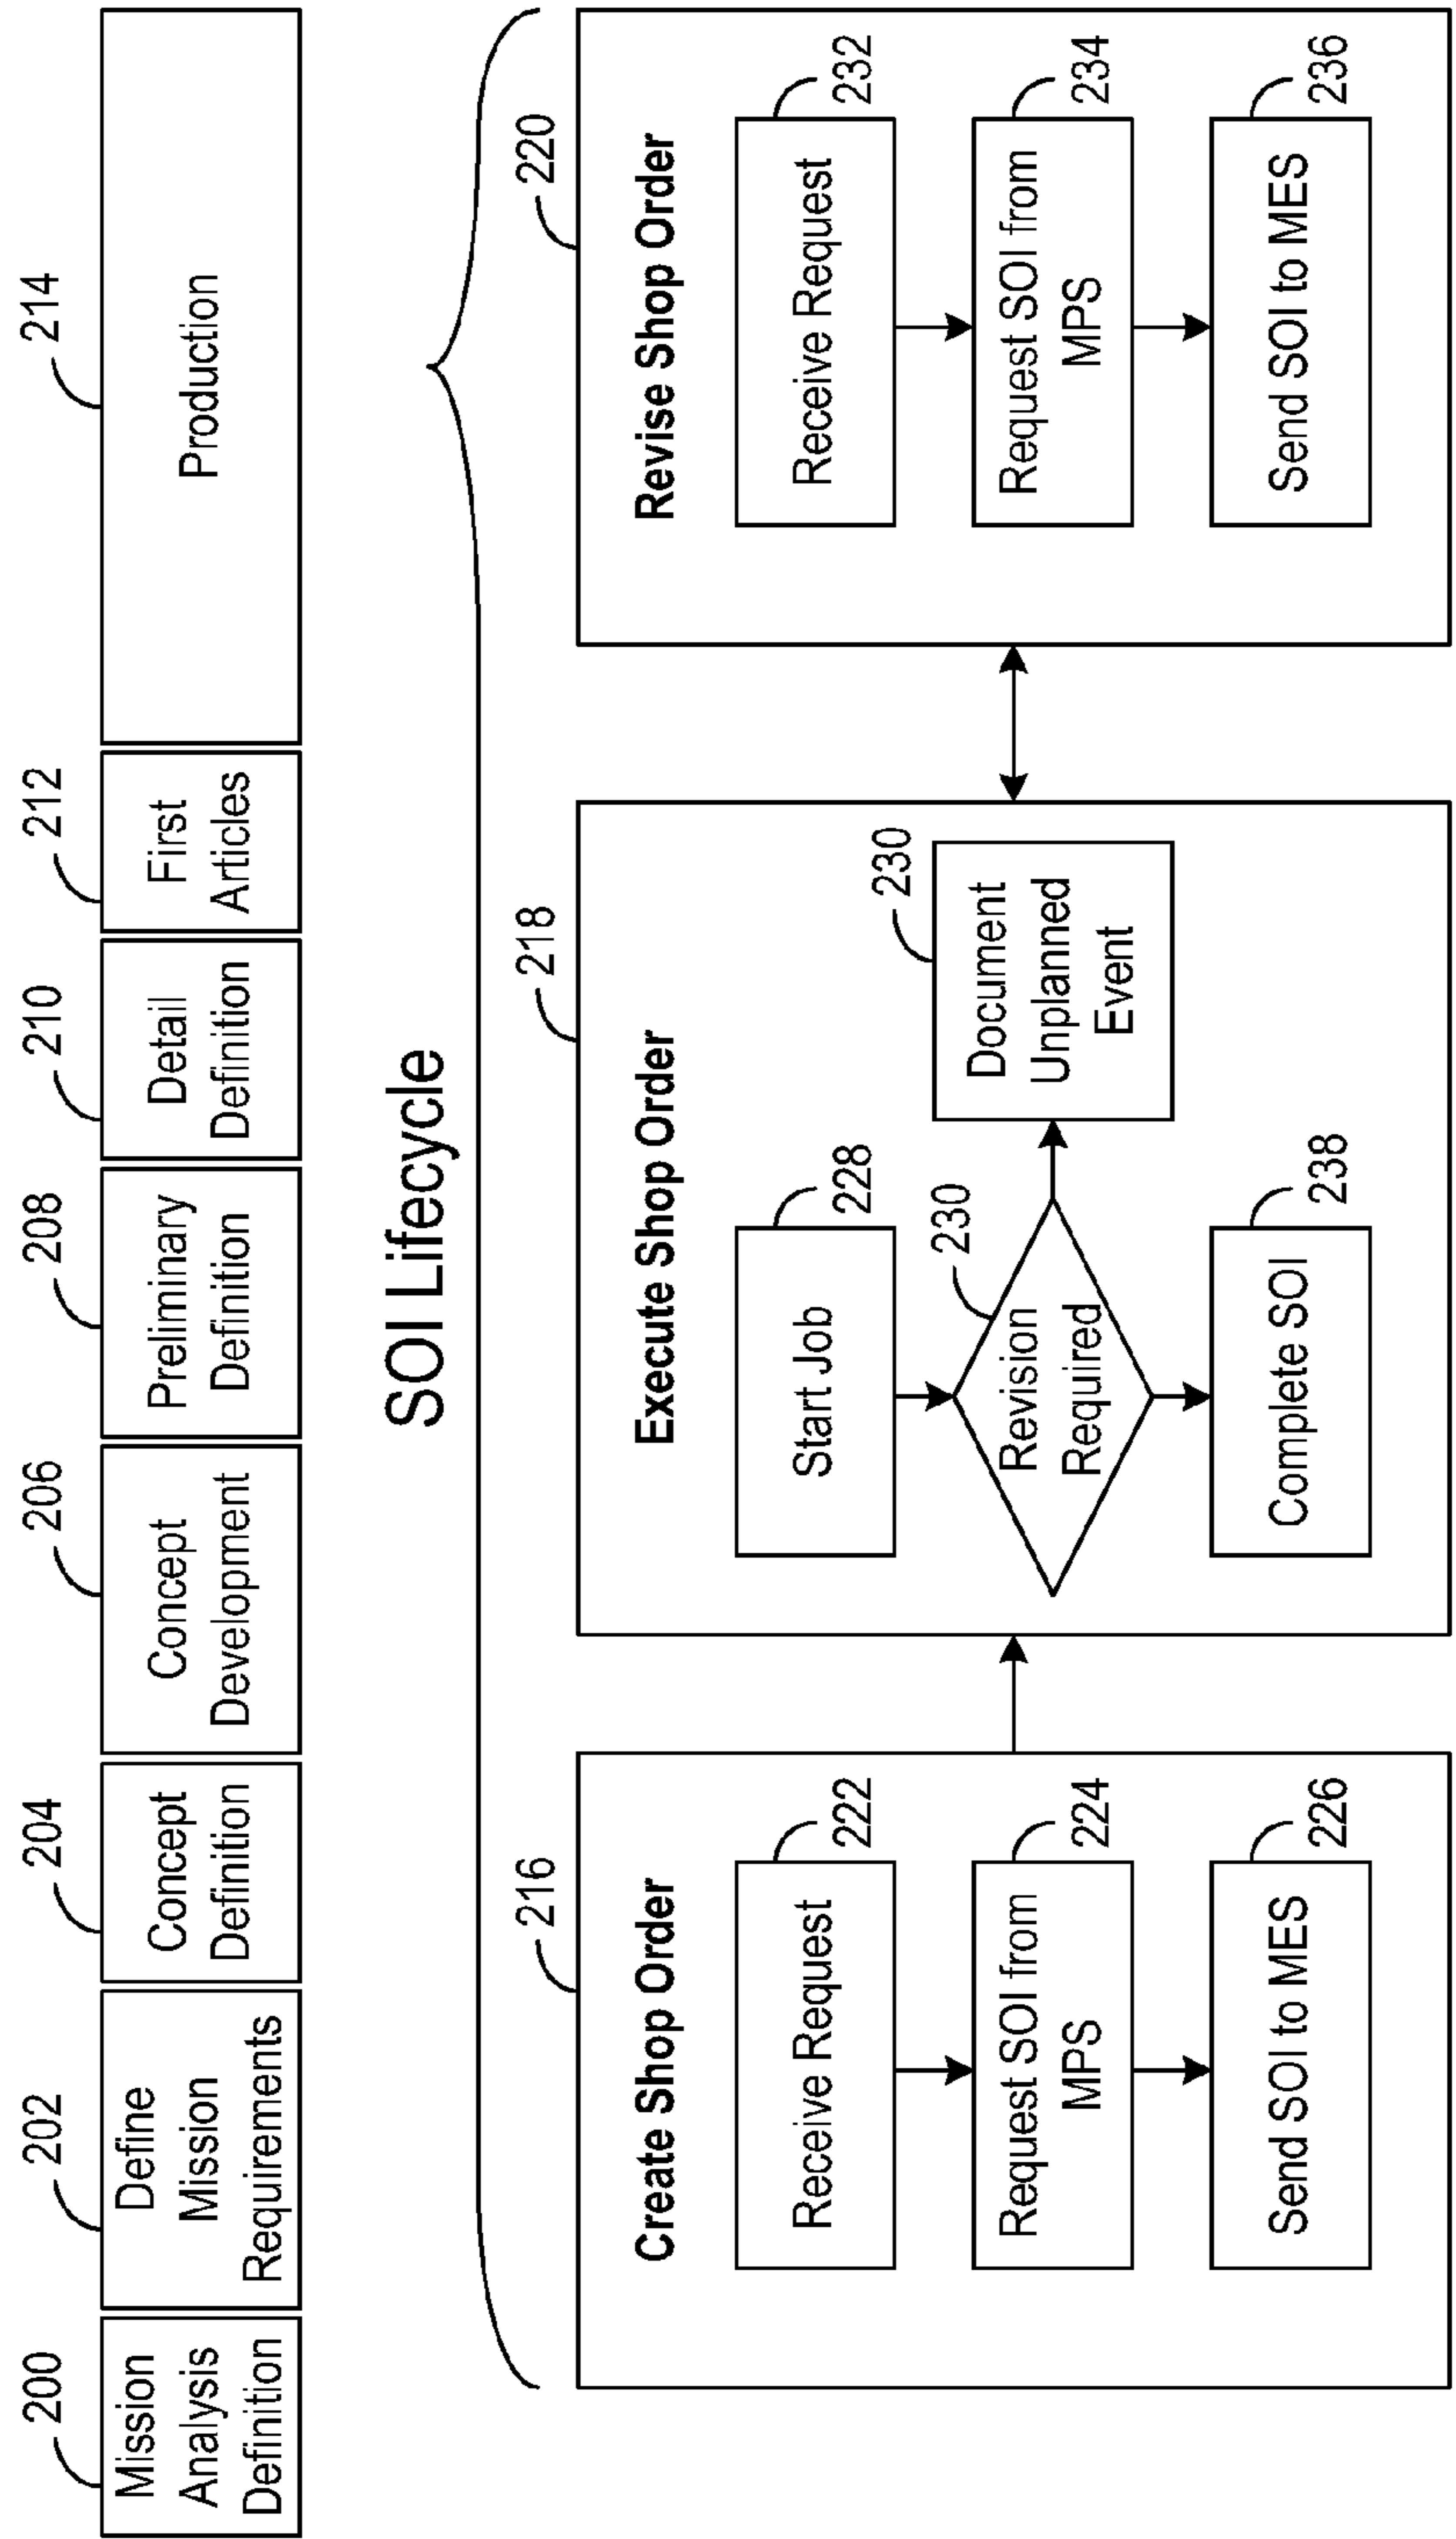 200
202
204
206
208
210
212
214
Mission
Analysis
Definition
Define
Mission
Requirements
Concept
Definition
Concept
Development
Preliminary
Definition
Detail
Definition
First
Articles
Production
SOI Lifecycle
216
Create Shop Order
Receive Request
222
Request SOI from
MPS
224
Send SOI to MES
226
218
Execute Shop Order
Start Job
228
230
Revision
Required
230
Document
Unplanned
Event
Complete SOI
238
220
Revise Shop Order
Receive Request
232
Request SOI from
MPS
234
Send SOI to MES
236